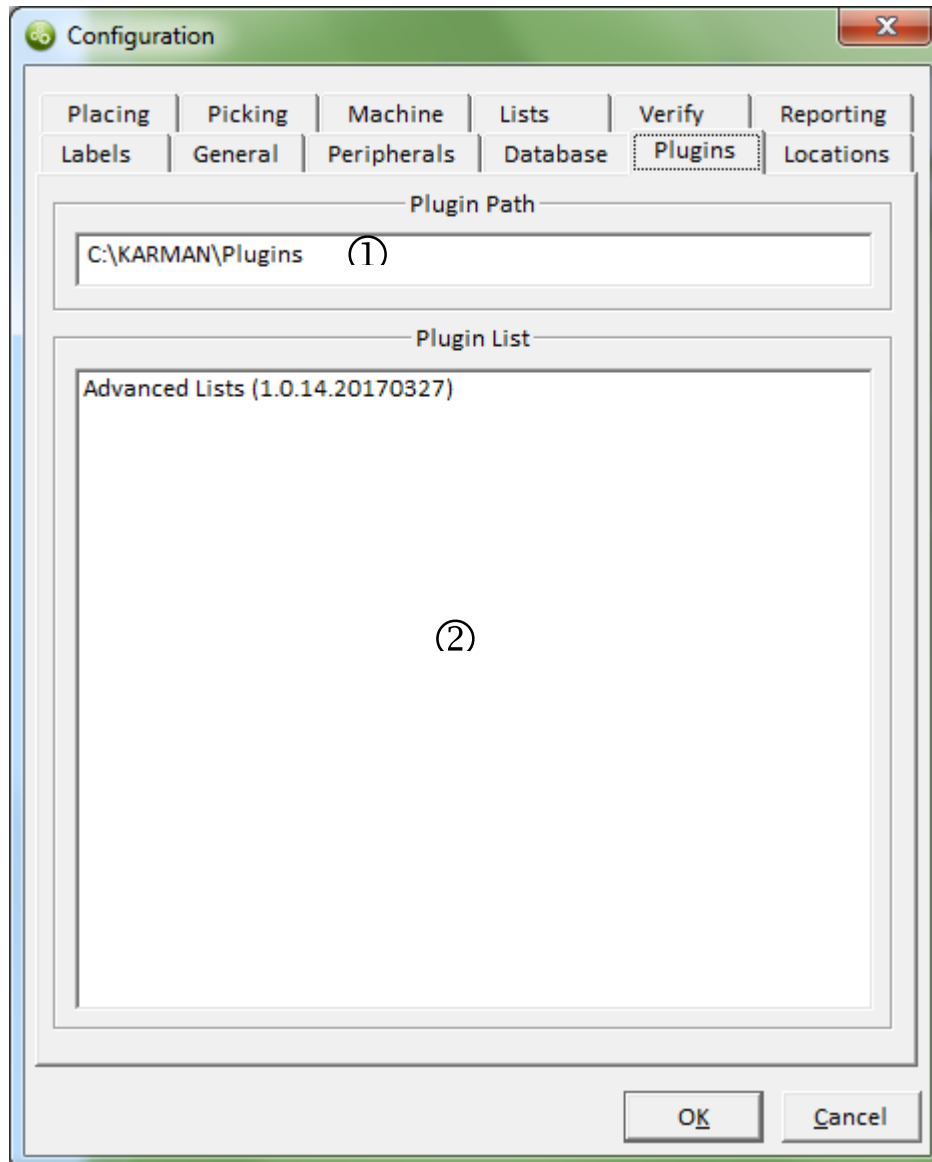 Configuration
Placing Picking Machine Lists Verify Reporting
Labels General Peripherals Database Plugins Locations
Plugin Path
C:\KARMAN\Plugins ①
Plugin List
Advanced Lists (1.0.14.20170327)
②
OK Cancel